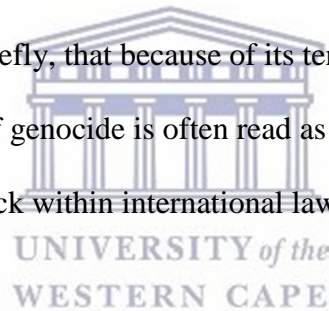 efly, that because of its ter
f genocide is often read as
ck within international law
UNIVERSITY of the
WESTERN CAPE